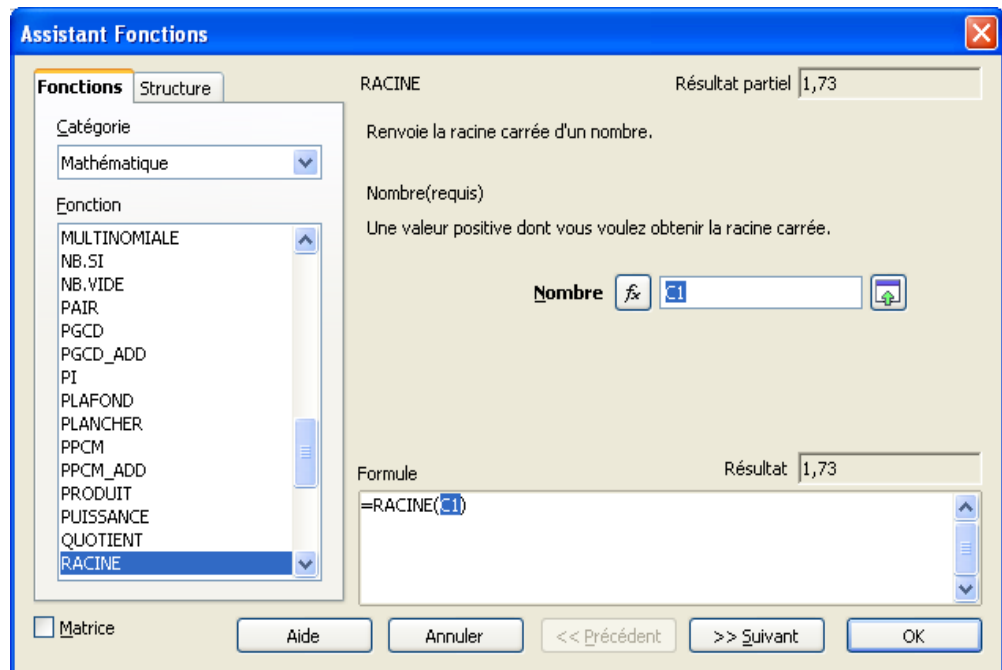 Assistant Fonctions
Fonctions
Structure
Catégorie
Mathématique
Fonction
MULTINOMIALE
NB.SI
NB.VIDE
PAIR
PGCD
PGCD_ADD
PI
PLAFOND
PLANCHER
PPCM
PPCM_ADD
PRODUIT
PUISSANCE
QUOTIENT
RACINE
RACINE
Résultat partiel 1,73
Renvoie la racine carrée d'un nombre.
Nombre(requis)
Une valeur positive dont vous voulez obtenir la racine carrée.
Nombre fx C1
Formule
Résultat 1,73
=RACINE(C1)
Matrice
Aide
Annuler
<< Précédent
>> Suivant
OK